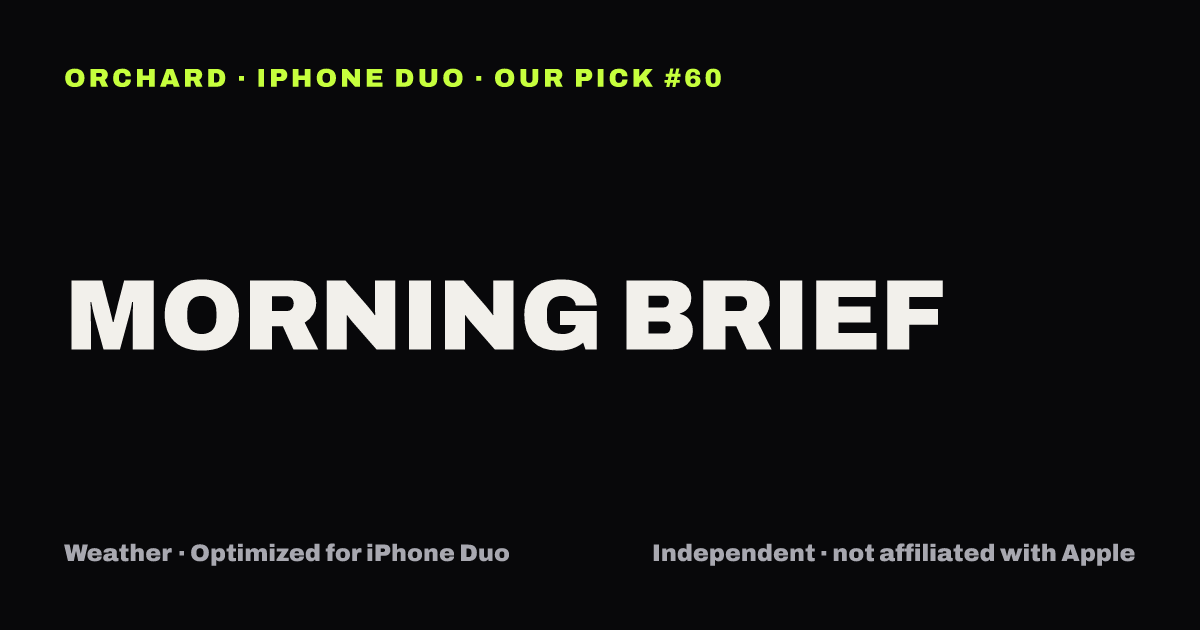 ORCHARD · IPHONE DUO · OUR PICK #60
MORNING BRIEF
Weather · Optimized for iPhone Duo
Independent · not affiliated with Apple